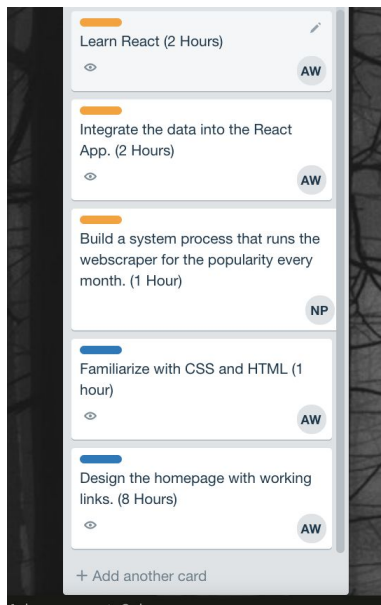 Learn React (2 Hours)
AW
Integrate the data into the React
App. (2 Hours)
AW
Build a system process that runs the
webscraper for the popularity every
month. (1 Hour)
NP
Familiarize with CSS and HTML (1
hour)
AW
Design the homepage with working
links. (8 Hours)
AW
+ Add another card